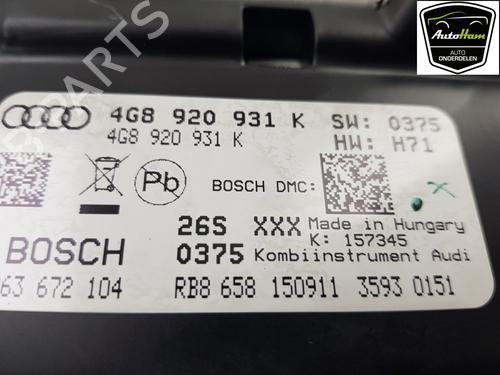 AutoHam
AUTO
ONDERDELEN
4G8 920 931 K SW: 0375
4G8 920 931 K HW: H71
Pb BOSCH DMC:
26S XXX Made in Hungary
K: 157345
BOSCH 0375 Kombiinstrument Audi
63 672 104 RB8 658 150911 3593 0151
PARTS